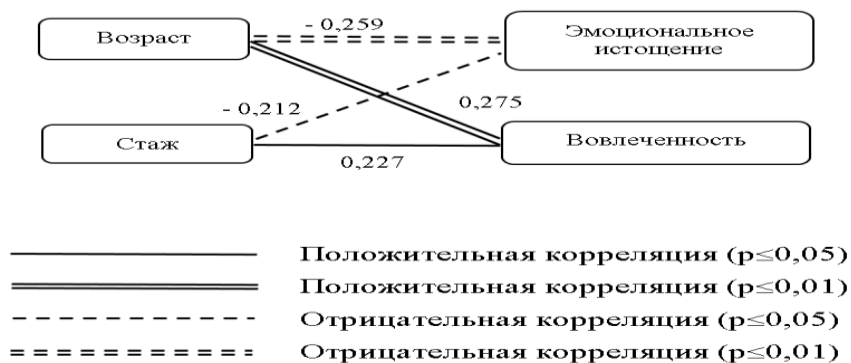 - 0,259
Возраст
Эмоциональное
истощение
- 0,212
0,275
Стаж
Вовлеченность
0,227
Положительная корреляция (p≤0,05)
Положительная корреляция (p≤0,01)
Отрицательная корреляция (p≤0,05)
Отрицательная корреляция (p≤0,01)